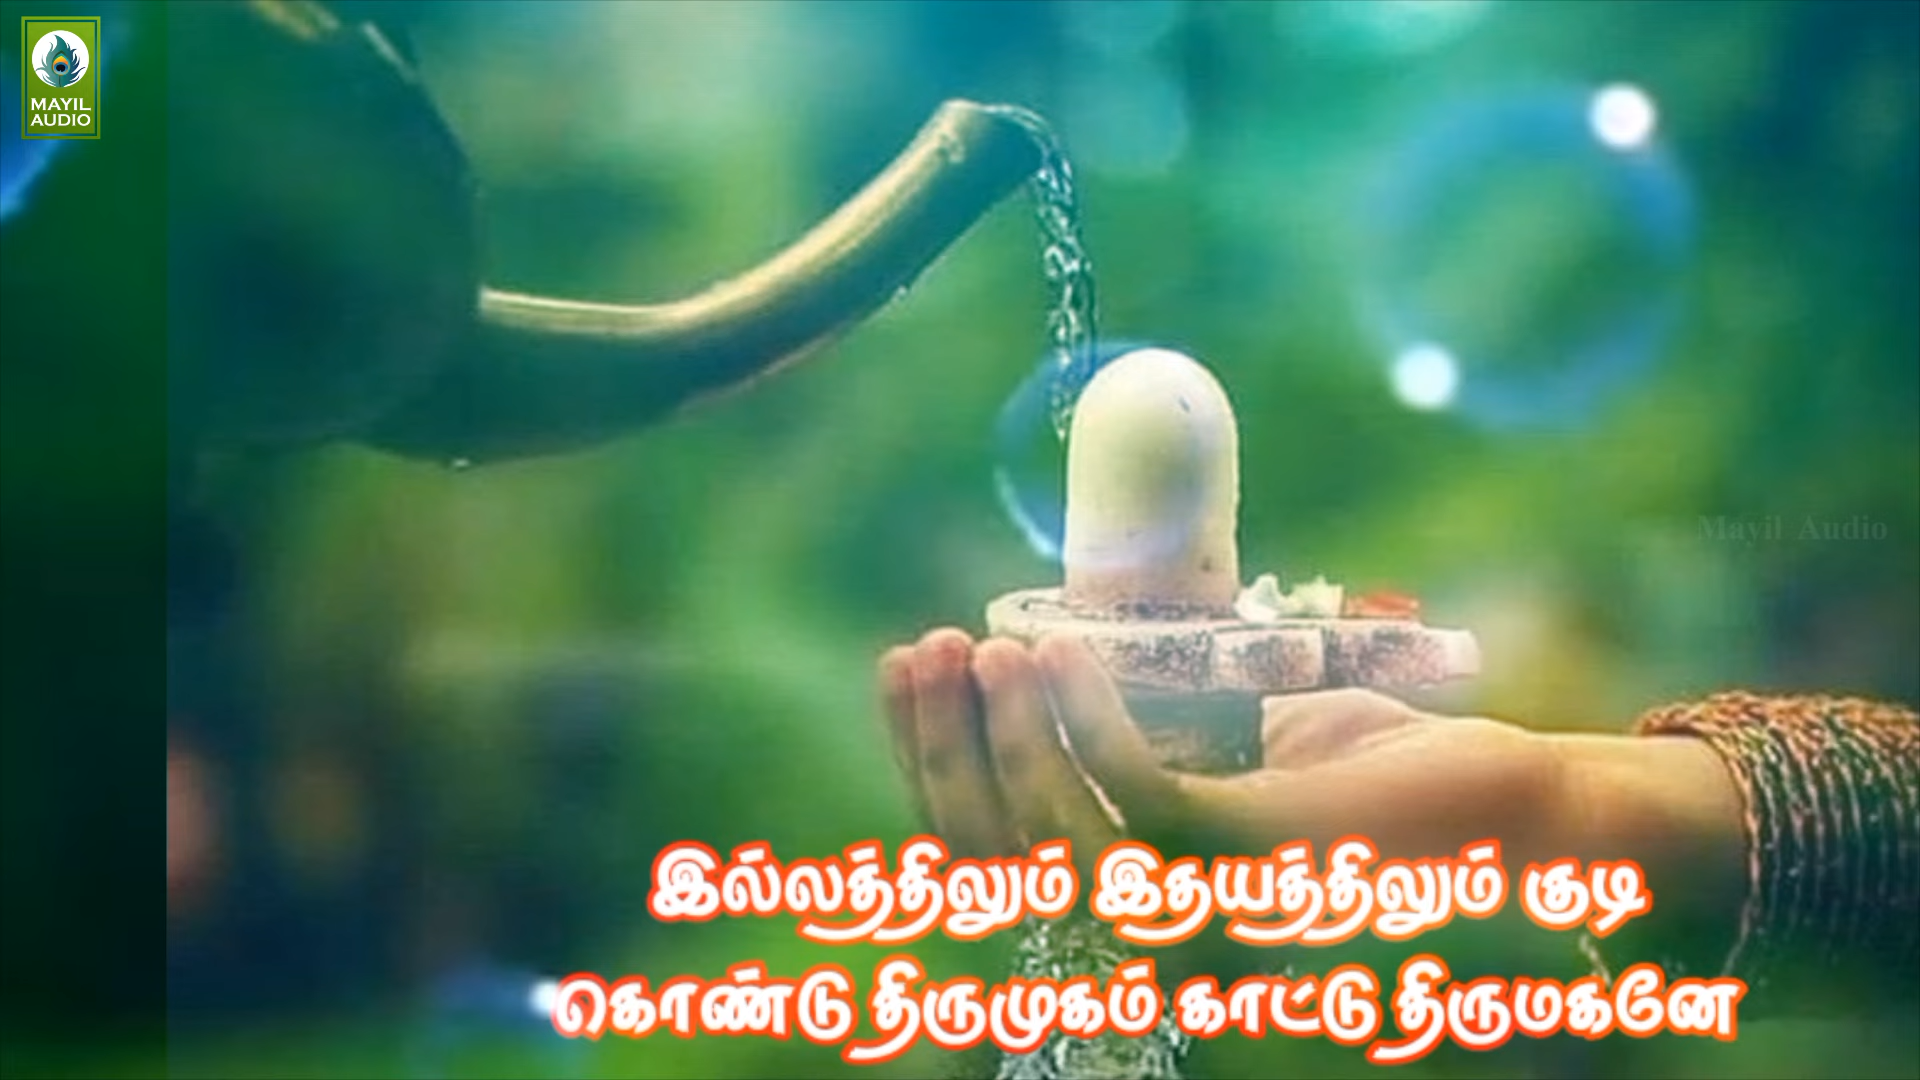 MAYIL
AUDIO
Mayil Audio
இல்லத்திலும் இதயத்திலும் குடி
கொண்டு திருமுகம் காட்டு திருமகனே